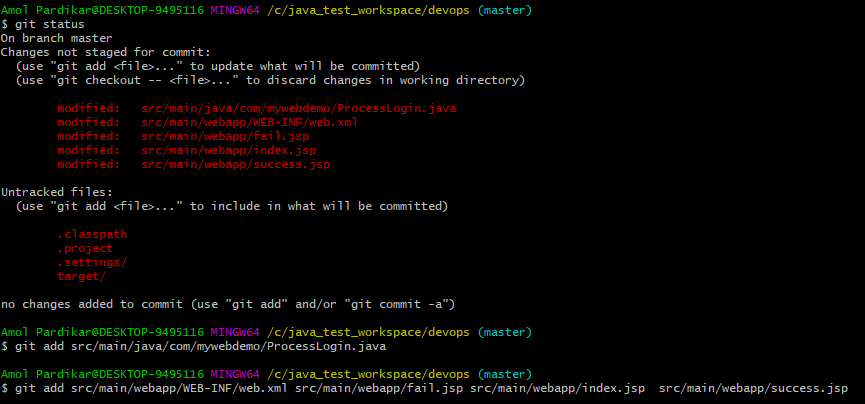 Amol Pardikar@DESKTOP-9495116 MINGW64 /c/java_test_workspace/devops (master)
$ git status
On branch master
Changes not staged for commit:
  (use "git add <file>..." to update what will be committed)
  (use "git checkout -- <file>..." to discard changes in working directory)

        modified:   src/main/java/com/mywebdemo/ProcessLogin.java
        modified:   src/main/webapp/WEB-INF/web.xml
        modified:   src/main/webapp/fail.jsp
        modified:   src/main/webapp/index.jsp
        modified:   src/main/webapp/success.jsp

Untracked files:
  (use "git add <file>..." to include in what will be committed)

        .classpath
        .project
        .settings/
        target/

no changes added to commit (use "git add" and/or "git commit -a")

Amol Pardikar@DESKTOP-9495116 MINGW64 /c/java_test_workspace/devops (master)
$ git add src/main/java/com/mywebdemo/ProcessLogin.java

Amol Pardikar@DESKTOP-9495116 MINGW64 /c/java_test_workspace/devops (master)
$ git add src/main/webapp/WEB-INF/web.xml src/main/webapp/fail.jsp src/main/webapp/index.jsp  src/main/webapp/success.jsp